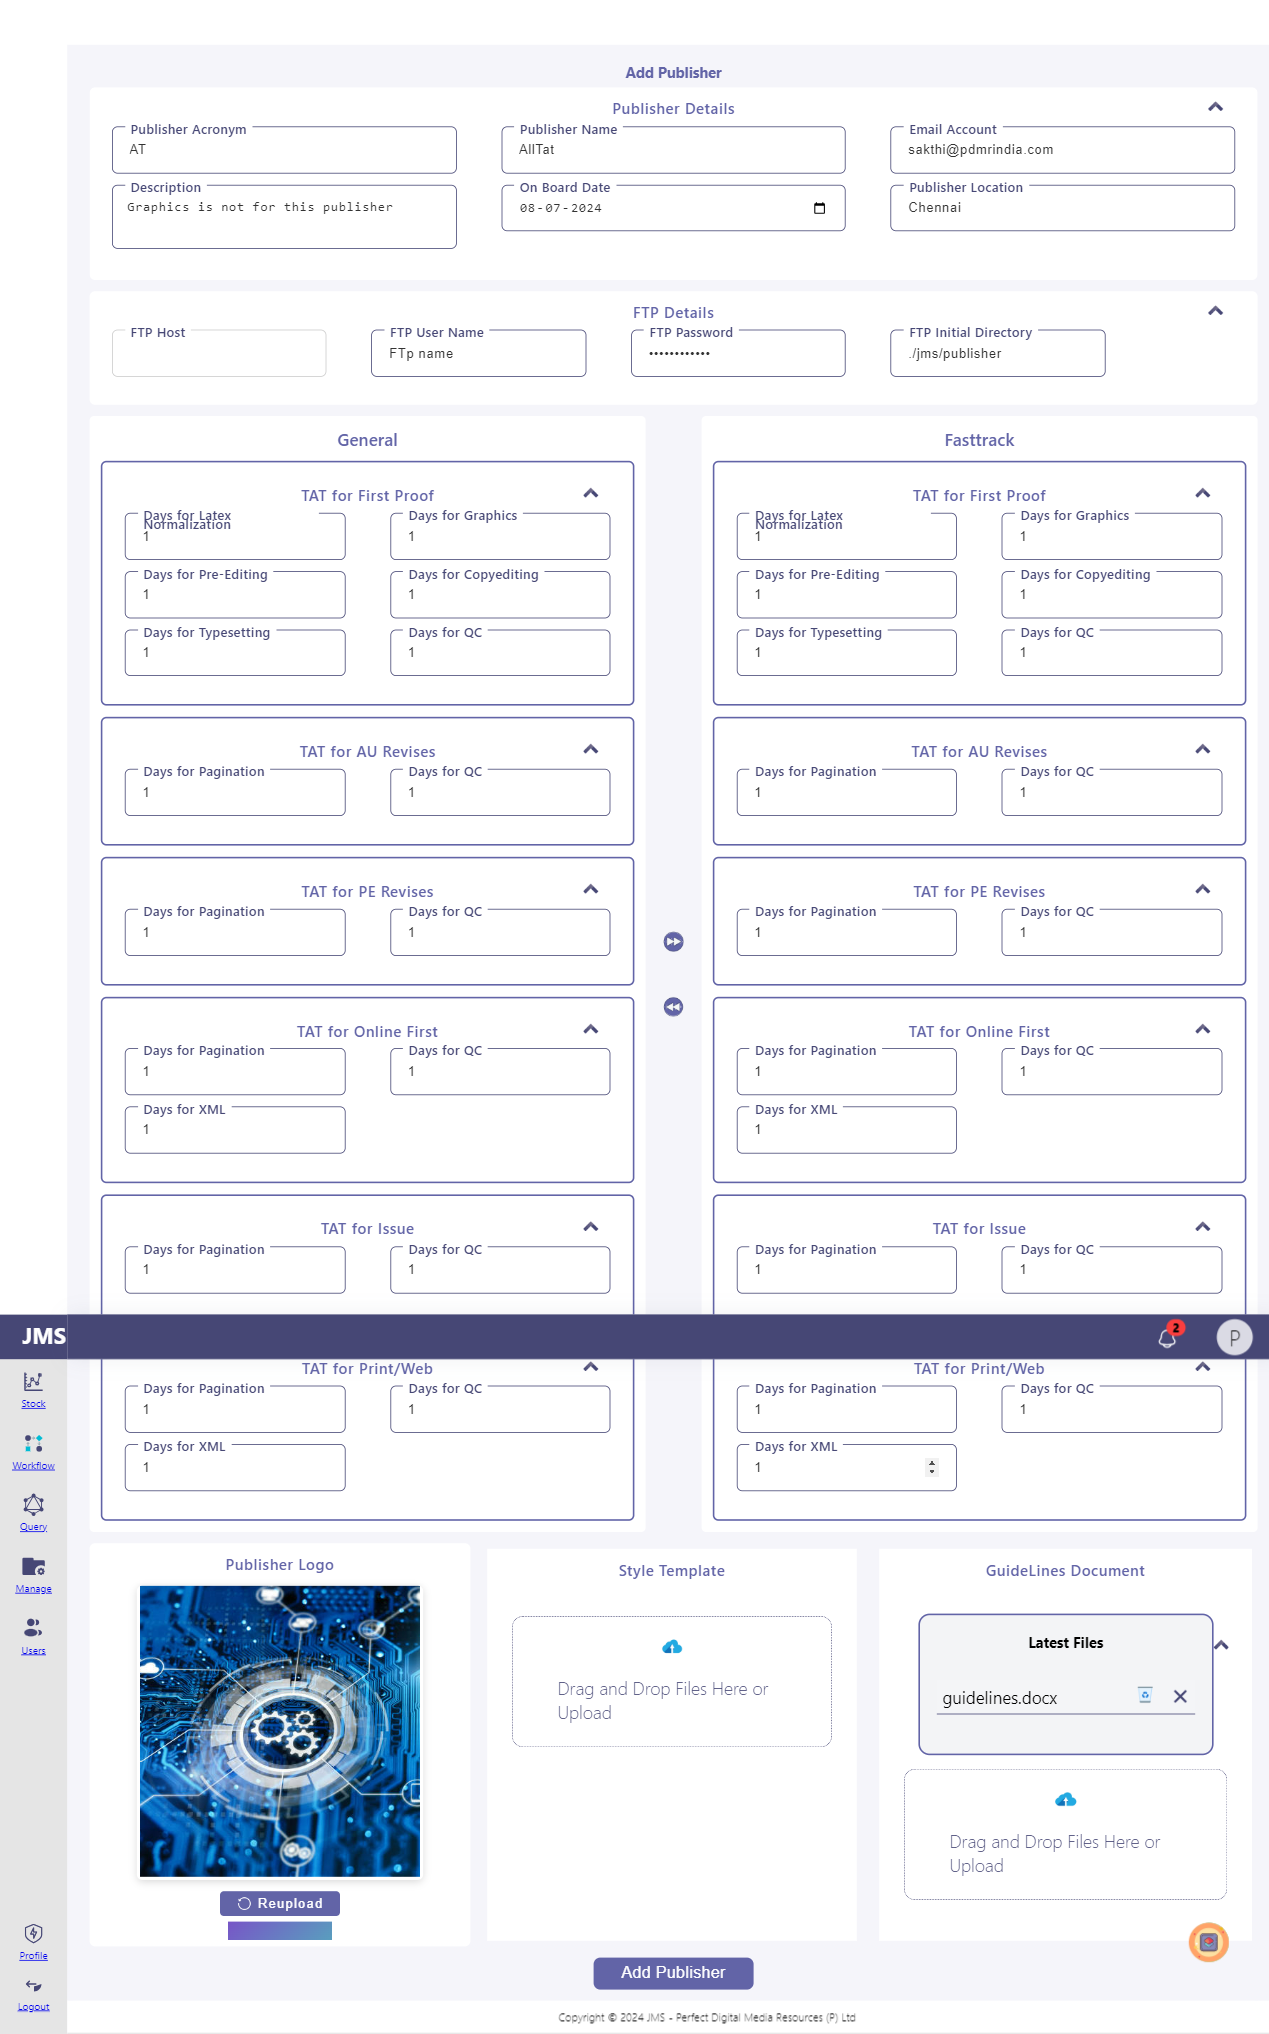 Add Publisher
Publisher Details
Publisher Acronym
AT
Publisher Name
AllTat
Email Account
sakthi@pdmrindia.com
Description
Graphics is not for this publisher
On Board Date
08-07-2024
Publisher Location
Chennai
FTP Details
FTP Host
FTP User Name
FTp name
FTP Password
••••••••••••
FTP Initial Directory
./jms/publisher
General
TAT for First Proof
Days for Latex
Normalization
1
Days for Graphics
1
Days for Pre-Editing
1
Days for Copyediting
1
Days for Typesetting
1
Days for QC
1
TAT for AU Revises
Days for Pagination
1
Days for QC
1
TAT for PE Revises
Days for Pagination
1
Days for QC
1
TAT for Online First
Days for Pagination
1
Days for QC
1
Days for XML
1
TAT for Issue
Days for Pagination
1
Days for QC
1
Fasttrack
TAT for First Proof
Days for Latex
Normalization
1
Days for Graphics
1
Days for Pre-Editing
1
Days for Copyediting
1
Days for Typesetting
1
Days for QC
1
TAT for AU Revises
Days for Pagination
1
Days for QC
1
TAT for PE Revises
Days for Pagination
1
Days for QC
1
TAT for Online First
Days for Pagination
1
Days for QC
1
Days for XML
1
TAT for Issue
Days for Pagination
1
Days for QC
1
JMS
2
P
Stock
Workflow
Query
Manage
Users
Profile
Logout
TAT for Print/Web
Days for Pagination
1
Days for QC
1
Days for XML
1
TAT for Print/Web
Days for Pagination
1
Days for QC
1
Days for XML
1
Publisher Logo
Reupload
Style Template
Drag and Drop Files Here or
Upload
GuideLines Document
Latest Files
guidelines.docx
Drag and Drop Files Here or
Upload
Add Publisher
Copyright © 2024 JMS - Perfect Digital Media Resources (P) Ltd